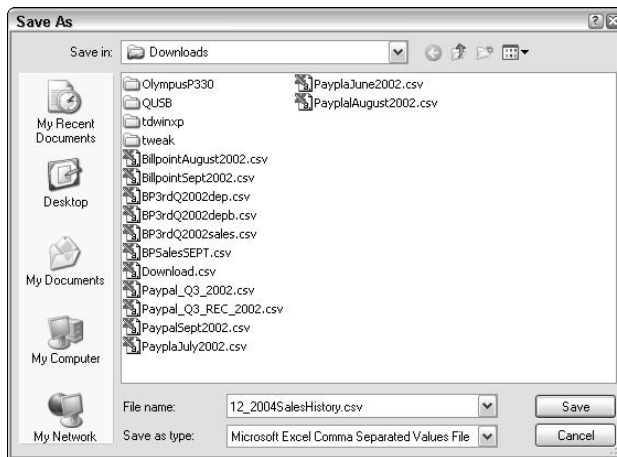 Save As
Save in:
Downloads
My Recent
Documents
Desktop
My Documents
My Computer
My Network
OlympusP330
QUSB
tdwinxp
tweak
BillpointAugust2002.csv
BillpointSept2002.csv
BP3rdQ2002dep.csv
BP3rdQ2002depb.csv
BP3rdQ2002sales.csv
BPSalesSEPT.csv
Download.csv
Paypal_Q3_2002.csv
Paypal_Q3_REC_2002.csv
PaypalSept2002.csv
PayplaJuly2002.csv
PayplaJune2002.csv
PayplalAugust2002.csv
File name:
12_2004SalesHistory.csv
Save
Save as type:
Microsoft Excel Comma Separated Values File
Cancel